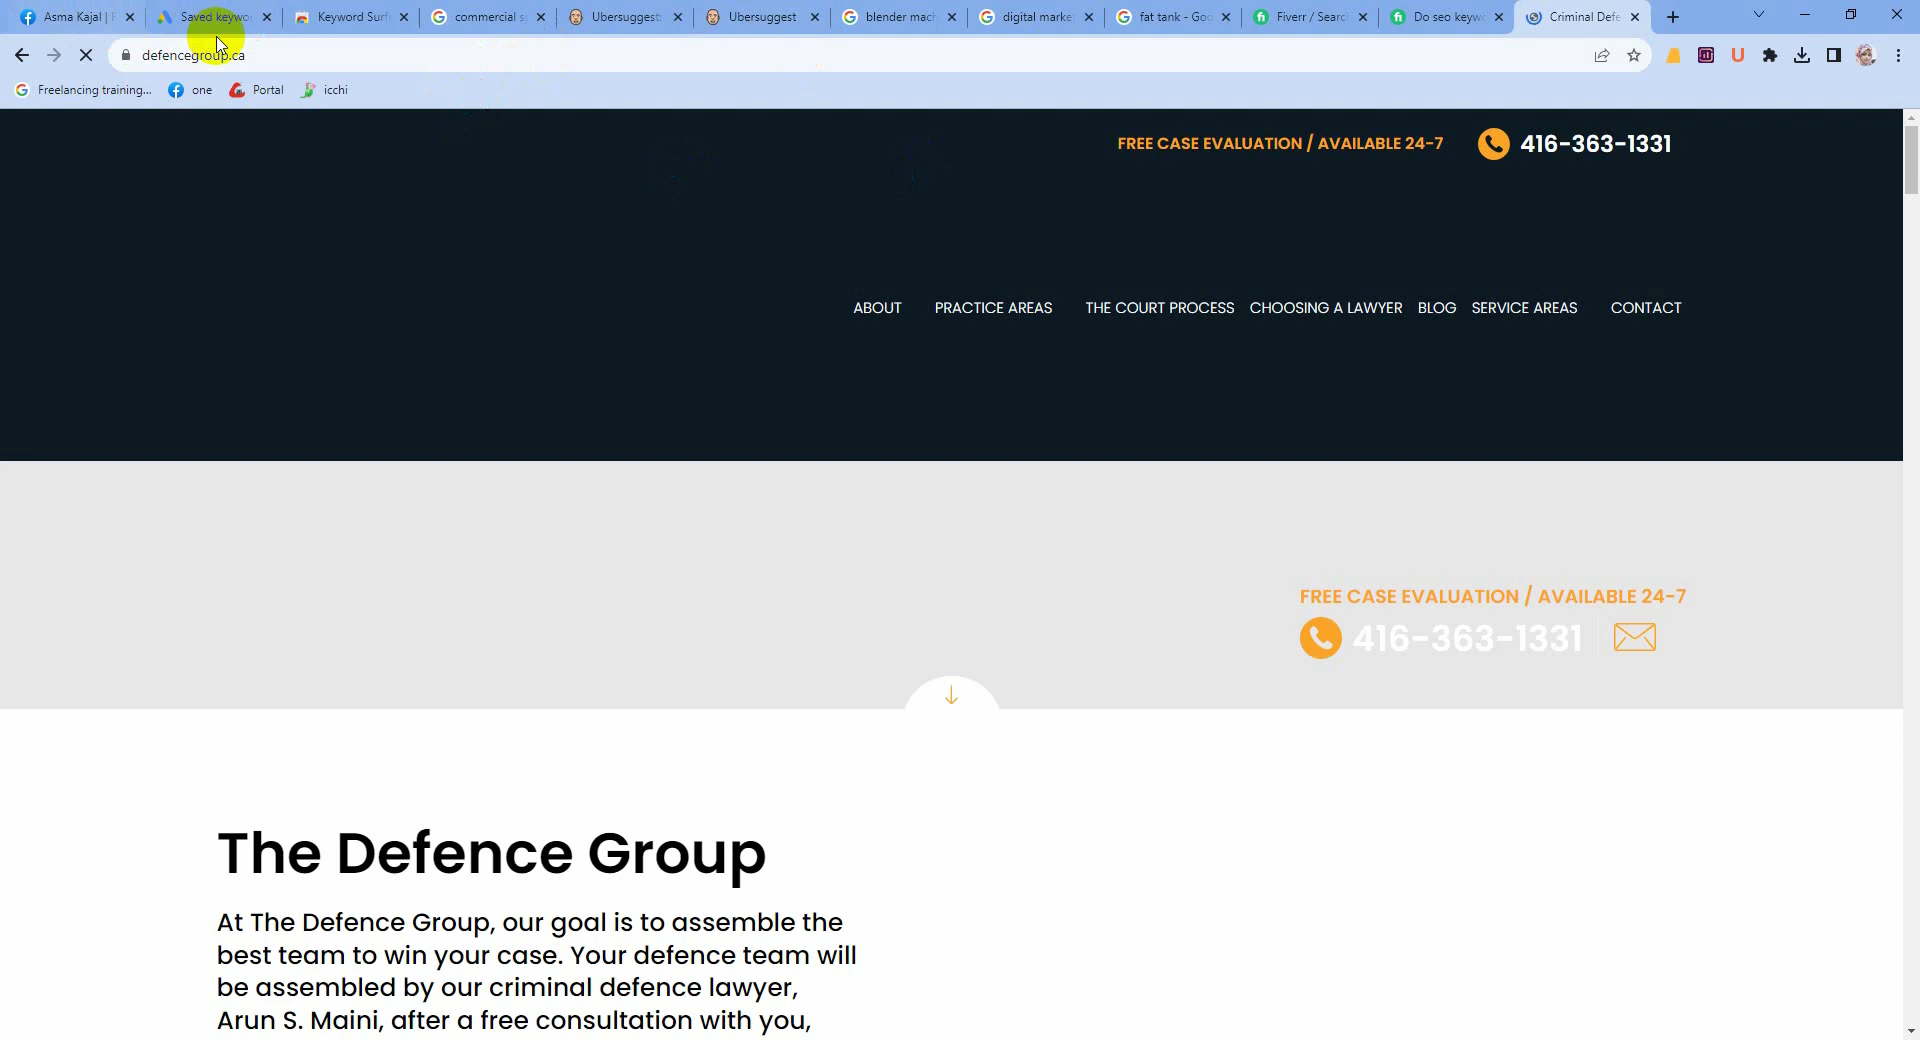 Asma Kajal | F
Saved keywo
Keyword Surf
commercial s
Ubersuggest
Ubersuggest
blender mac
digital marke
fat tank - Goo
Fiverr / Searc
Do seo keyw
Criminal Defe
defencegroup.ca
Freelancing training...
one
Portal
icchi
FREE CASE EVALUATION / AVAILABLE 24-7
416-363-1331
ABOUT PRACTICE AREAS THE COURT PROCESS CHOOSING A LAWYER BLOG SERVICE AREAS CONTACT
FREE CASE EVALUATION / AVAILABLE 24-7
416-363-1331
The Defence Group
At The Defence Group, our goal is to assemble the
best team to win your case. Your defence team will
be assembled by our criminal defence lawyer,
Arun S. Maini, after a free consultation with you,